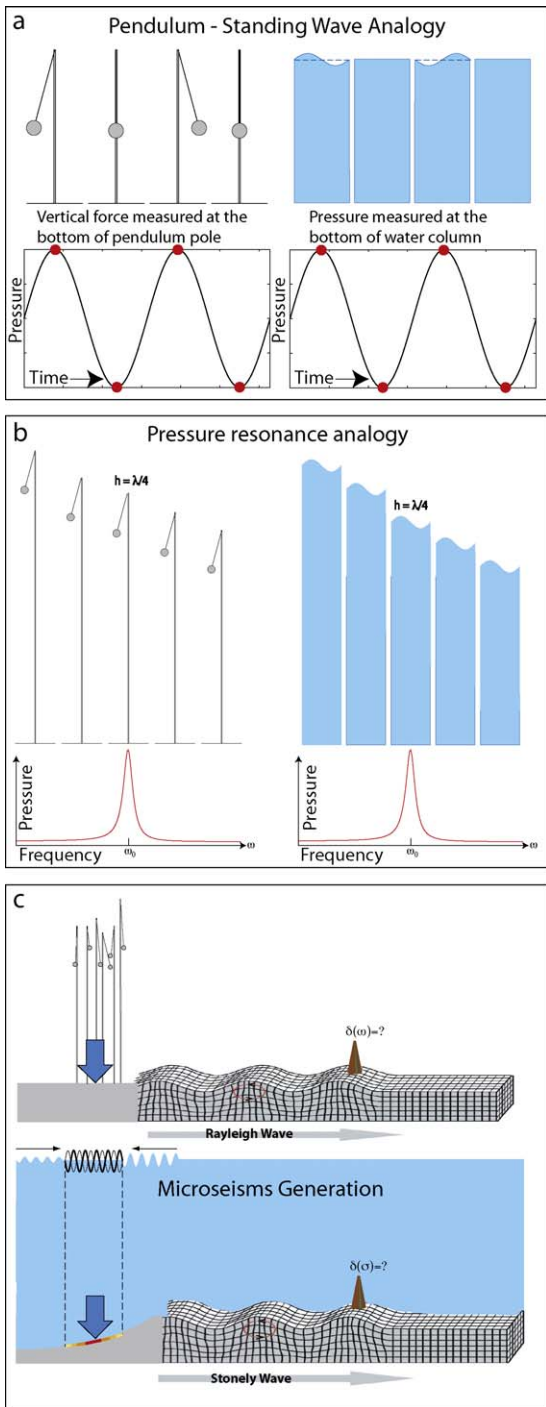 a
Pendulum - Standing Wave Analogy
Vertical force measured at the
bottom of pendulum pole
Pressure measured at the
bottom of water column
Pressure
Time
Pressure
Time
b
Pressure resonance analogy
h = λ/4
h = λ/4
Pressure
Frequency
ω₀
ω
Pressure
Frequency
ω₀
ω
c
δ(ω)=?
Rayleigh Wave
Microseisms Generation
δ(σ)=?
Stonely Wave